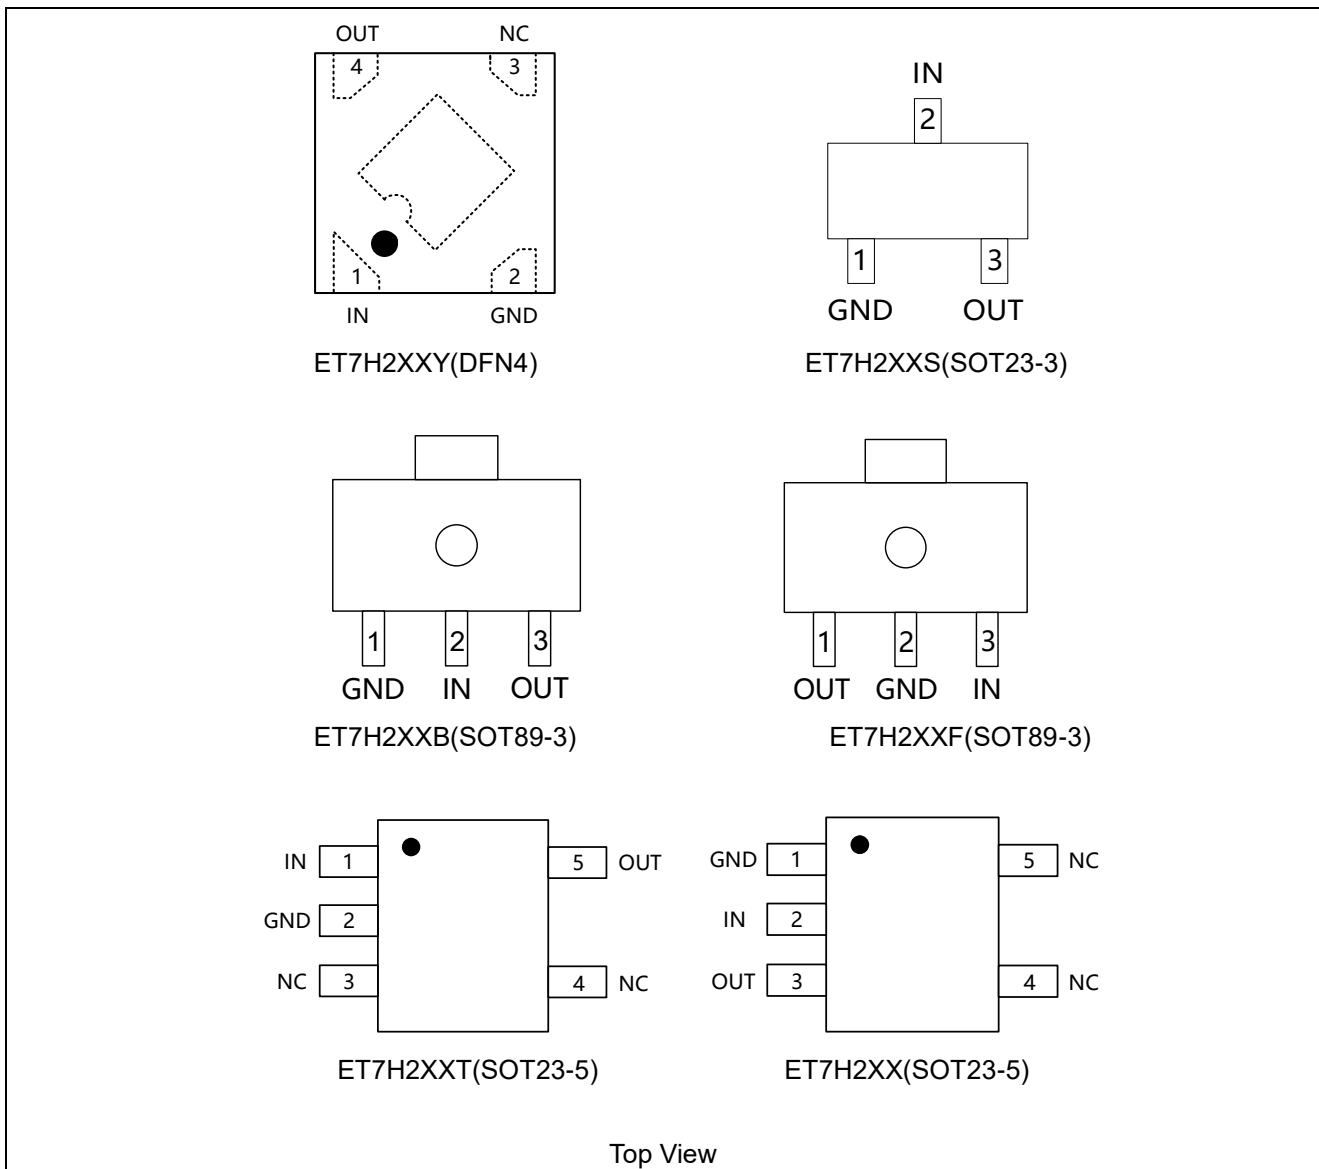 OUT NC
4 3
1 2
IN GND
ET7H2XXY(DFN4)
IN
2
1 3
GND OUT
ET7H2XXS(SOT23-3)
1 2 3
GND IN OUT
ET7H2XXB(SOT89-3)
1 2 3
OUT GND IN
ET7H2XXF(SOT89-3)
IN 1 5 OUT
GND 2
NC 3 4 NC
ET7H2XXT(SOT23-5)
GND 1 5 NC
IN 2
OUT 3 4 NC
ET7H2XX(SOT23-5)
Top View